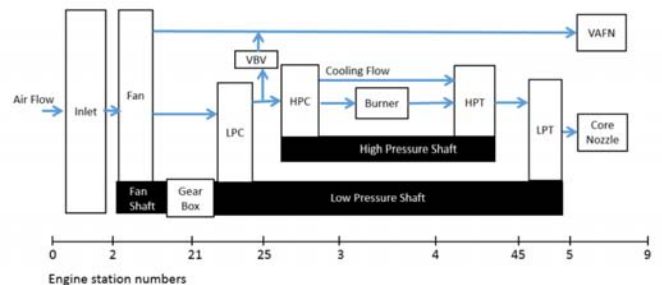 VAFN
VBV
Cooling Flow
Fan
Air Flow
Inlet
HPC
Burner
HPT
LPC
LPT
Core
Nozzle
High Pressure Shaft
Fan
Shaft
Gear
Box
Low Pressure Shaft
0 2 21 25 3 4 45 5 9
Engine station numbers